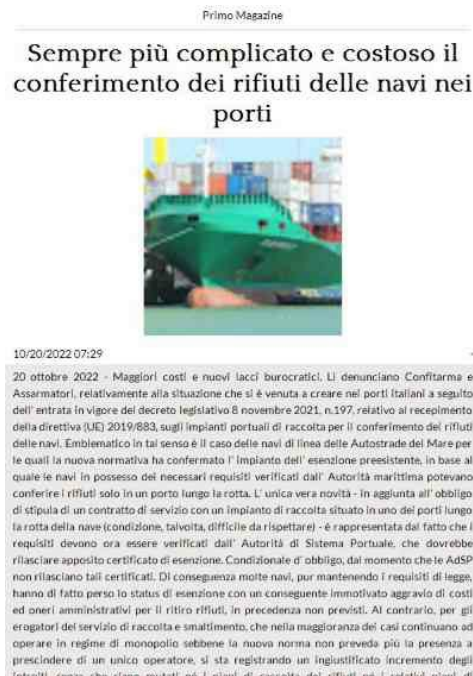 Primo Magazine
Sempre più complicato e costoso il
conferimento dei rifiuti delle navi nei
porti
10/20/2022 07:29
20 ottobre 2022 - Maggiori costi e nuovi lacci burocratici. Li denunciano Confitarma e
Assarmatori, relativamente alla situazione che si è venuta a creare nei porti italiani a seguito
dell' entrata in vigore del decreto legislativo 8 novembre 2021, n.197, relativo al recepimento
della direttiva (UE) 2019/883, sugli impianti portuali di raccolta per il conferimento dei rifiuti
delle navi. Emblematico in tal senso è il caso delle navi di linea delle Autostrade del Mare per
le quali la nuova normativa ha confermato l' impianto dell' esenzione preesistente, in base al
quale le navi in possesso dei necessari requisiti verificati dall' Autorità marittima potevano
conferire i rifiuti solo in un porto lungo la rotta. L' unica vera novità - in aggiunta all' obbligo
di stipula di un contratto di servizio con un impianto di raccolta situato in uno dei porti lungo
la rotta della nave (condizione, talvolta, difficile da rispettare) - è rappresentata dal fatto che i
requisiti devono ora essere verificati dall' Autorità di Sistema Portuale, che dovrebbe
rilasciare apposito certificato di esenzione. Condizionale d' obbligo, dal momento che le AdSP
non rilasciano tali certificati. Di conseguenza molte navi, pur mantenendo i requisiti di legge,
hanno di fatto perso lo status di esenzione con un conseguente immotivato aggravio di costi
ed oneri amministrativi per il ritiro rifiuti, in precedenza non previsti. Al contrario, per gli
erogatori del servizio di raccolta e smaltimento, che nella maggioranza dei casi continuano ad
operare in regime di monopolio sebbene la nuova norma non preveda più la presenza a
prescindere di un unico operatore, si sta registrando un ingiustificato incremento degli